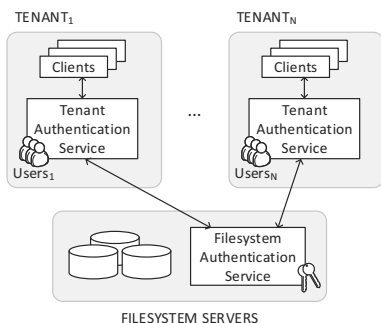 TENANT1
TENANTN
Clients
Clients
Tenant
Authentication
Service
Users1
...
Tenant
Authentication
Service
UsersN
Filesystem
Authentication
Service
FILESYSTEM SERVERS